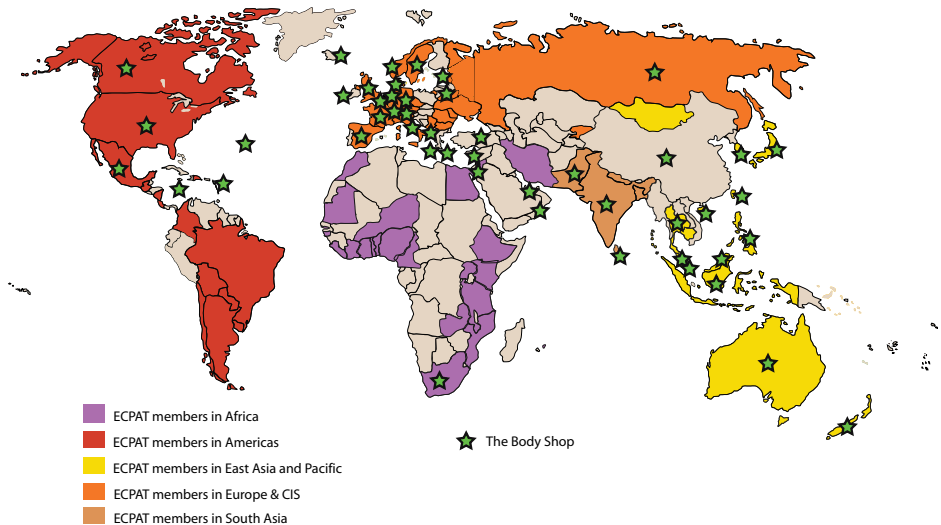 ECPAT members in Africa
ECPAT members in Americas
ECPAT members in East Asia and Pacific
ECPAT members in Europe & CIS
ECPAT members in South Asia
The Body Shop